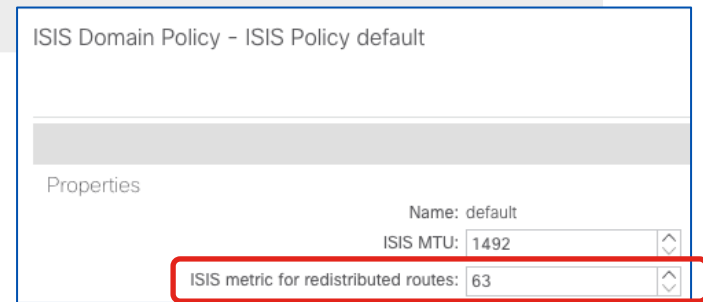 ISIS Domain Policy - ISIS Policy default
Properties
Name: default
ISIS MTU: 1492
ISIS metric for redistributed routes: 63